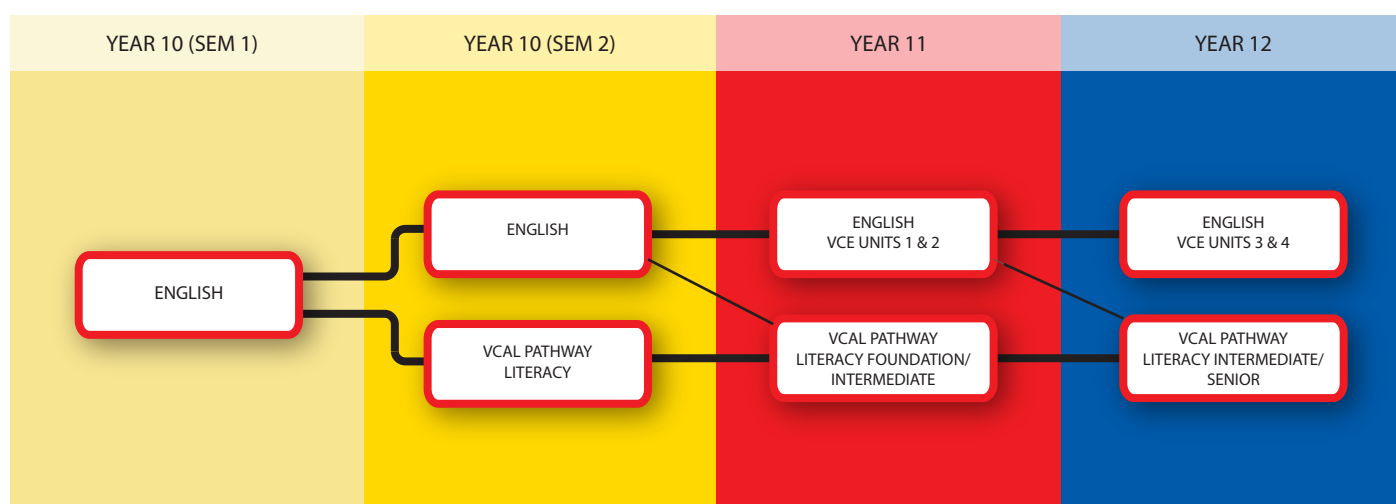 YEAR 10 (SEM 1)
YEAR 10 (SEM 2)
YEAR 11
YEAR 12
ENGLISH
ENGLISH
VCAL PATHWAY
LITERACY
ENGLISH
VCE UNITS 1 & 2
VCAL PATHWAY
LITERACY FOUNDATION/
INTERMEDIATE
ENGLISH
VCE UNITS 3 & 4
VCAL PATHWAY
LITERACY INTERMEDIATE/
SENIOR